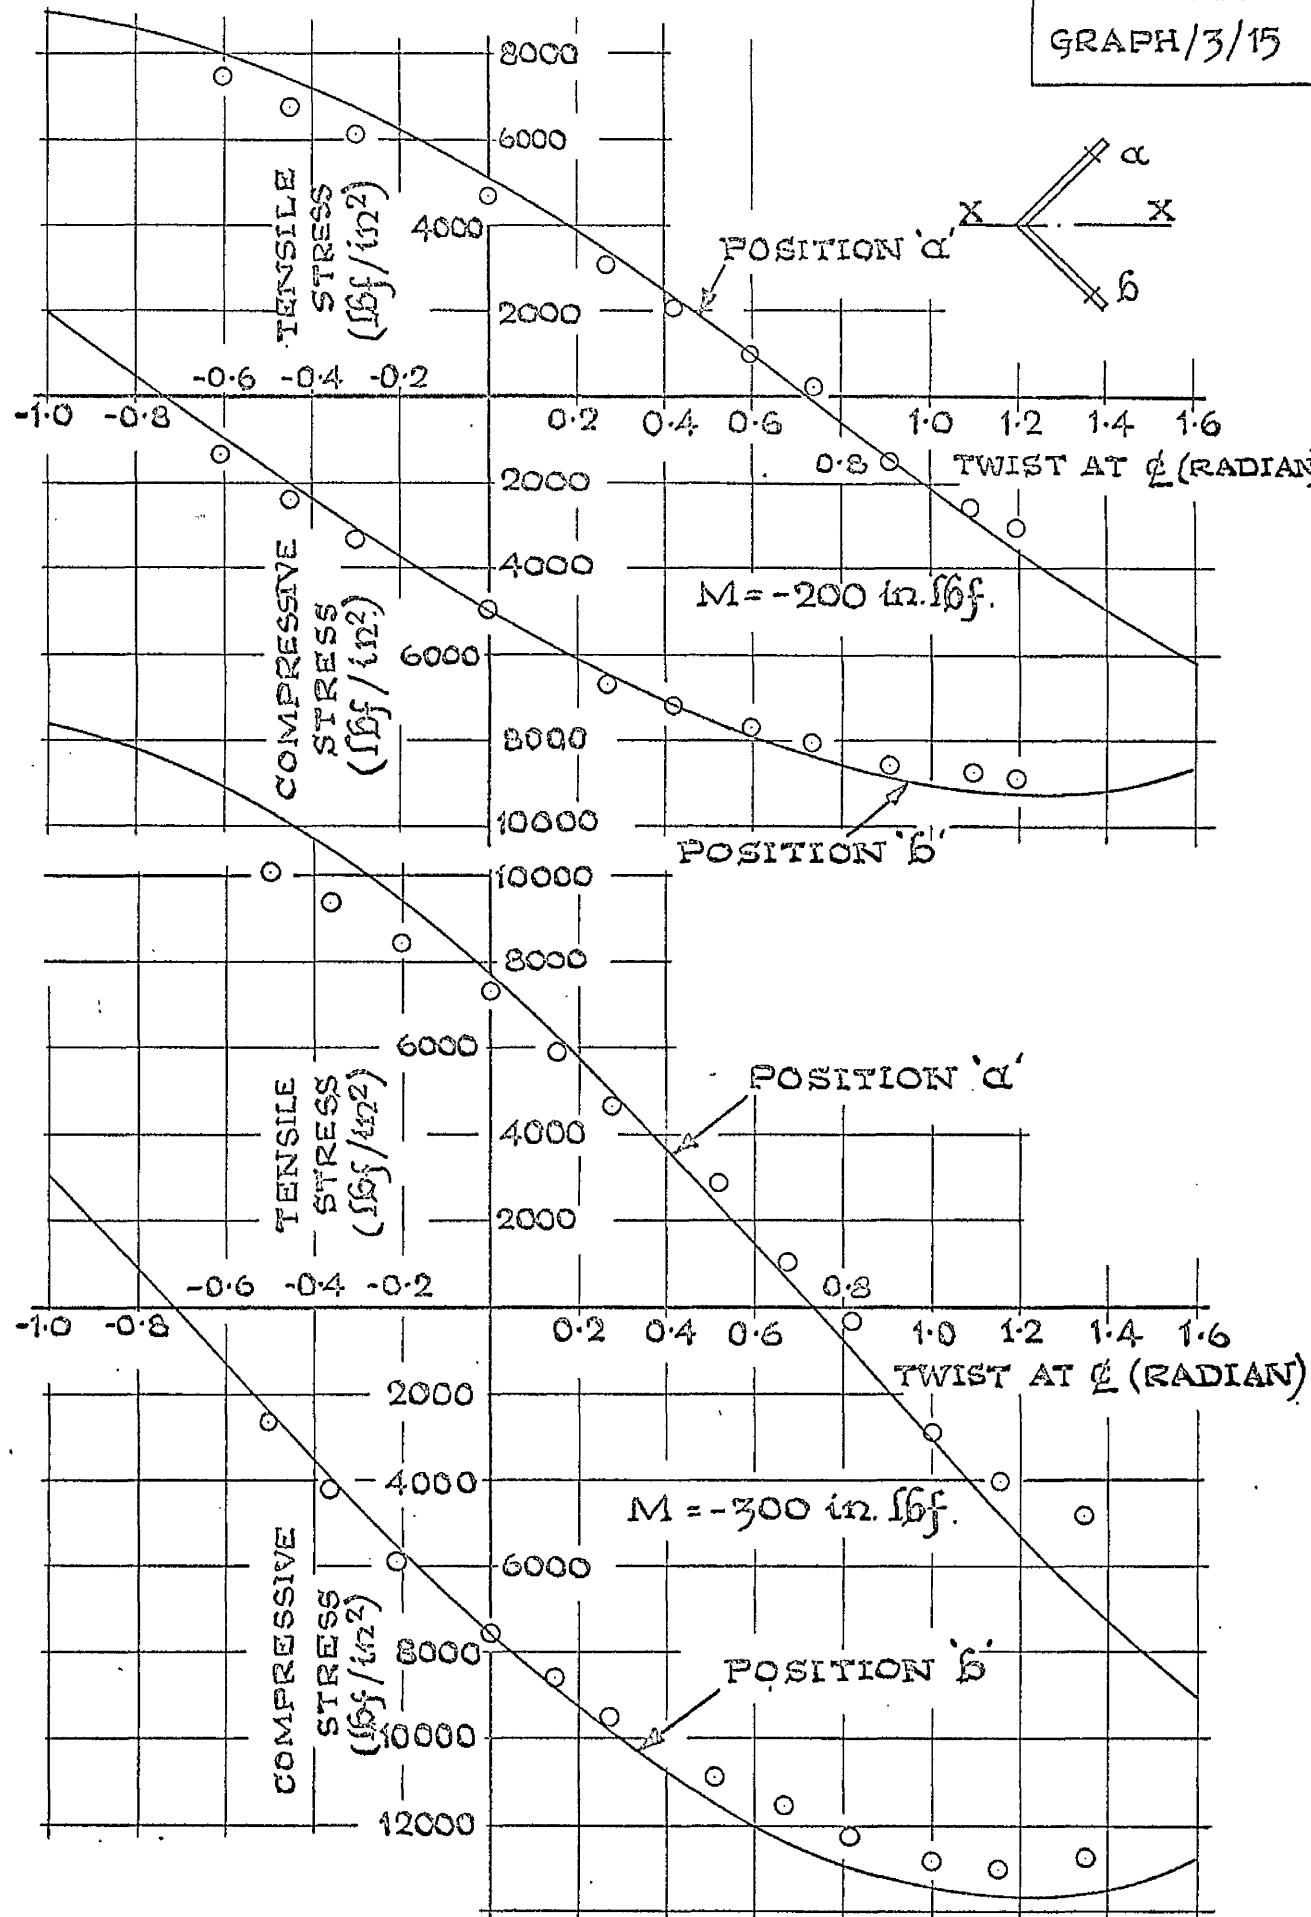 GRAPH/3/15
8000
6000
4000
2000
TENSILE
STRESS
(lbf/in²)
a
X X
b
POSITION 'a'
-0.6 -0.4 -0.2
-1.0 -0.8 0.2 0.4 0.6 1.0 1.2 1.4 1.6
0.8 TWIST AT ℄ (RADIAN)
2000
4000
6000
8000
10000
COMPRESSIVE
STRESS
(lbf/in²)
M = -200 in. lbf.
POSITION 'b'
10000
8000
6000
4000
2000
TENSILE
STRESS
(lbf/in²)
POSITION 'a'
-0.6 -0.4 -0.2 0.8
-1.0 -0.8 0.2 0.4 0.6 1.0 1.2 1.4 1.6
TWIST AT ℄ (RADIAN)
2000
4000
6000
8000
10000
12000
COMPRESSIVE
STRESS
(lbf/in²)
M = -300 in. lbf.
POSITION 'b'